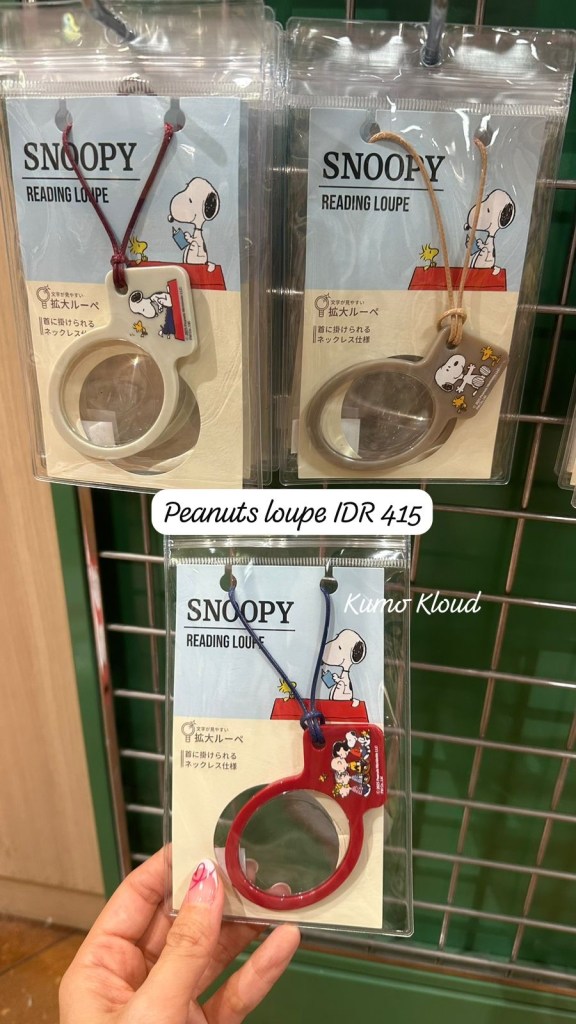 SNOOPY
READING LOUPE
文字が見やすい
拡大ルーペ
首に掛けられる
ネックレス仕様
SNOOPY
READING LOUPE
文字が見やすい
拡大ルーペ
首に掛けられる
ネックレス仕様
Peanuts loupe IDR 415
Kumo Kloud
SNOOPY
READING LOUPE
文字が見やすい
拡大ルーペ
首に掛けられる
ネックレス仕様